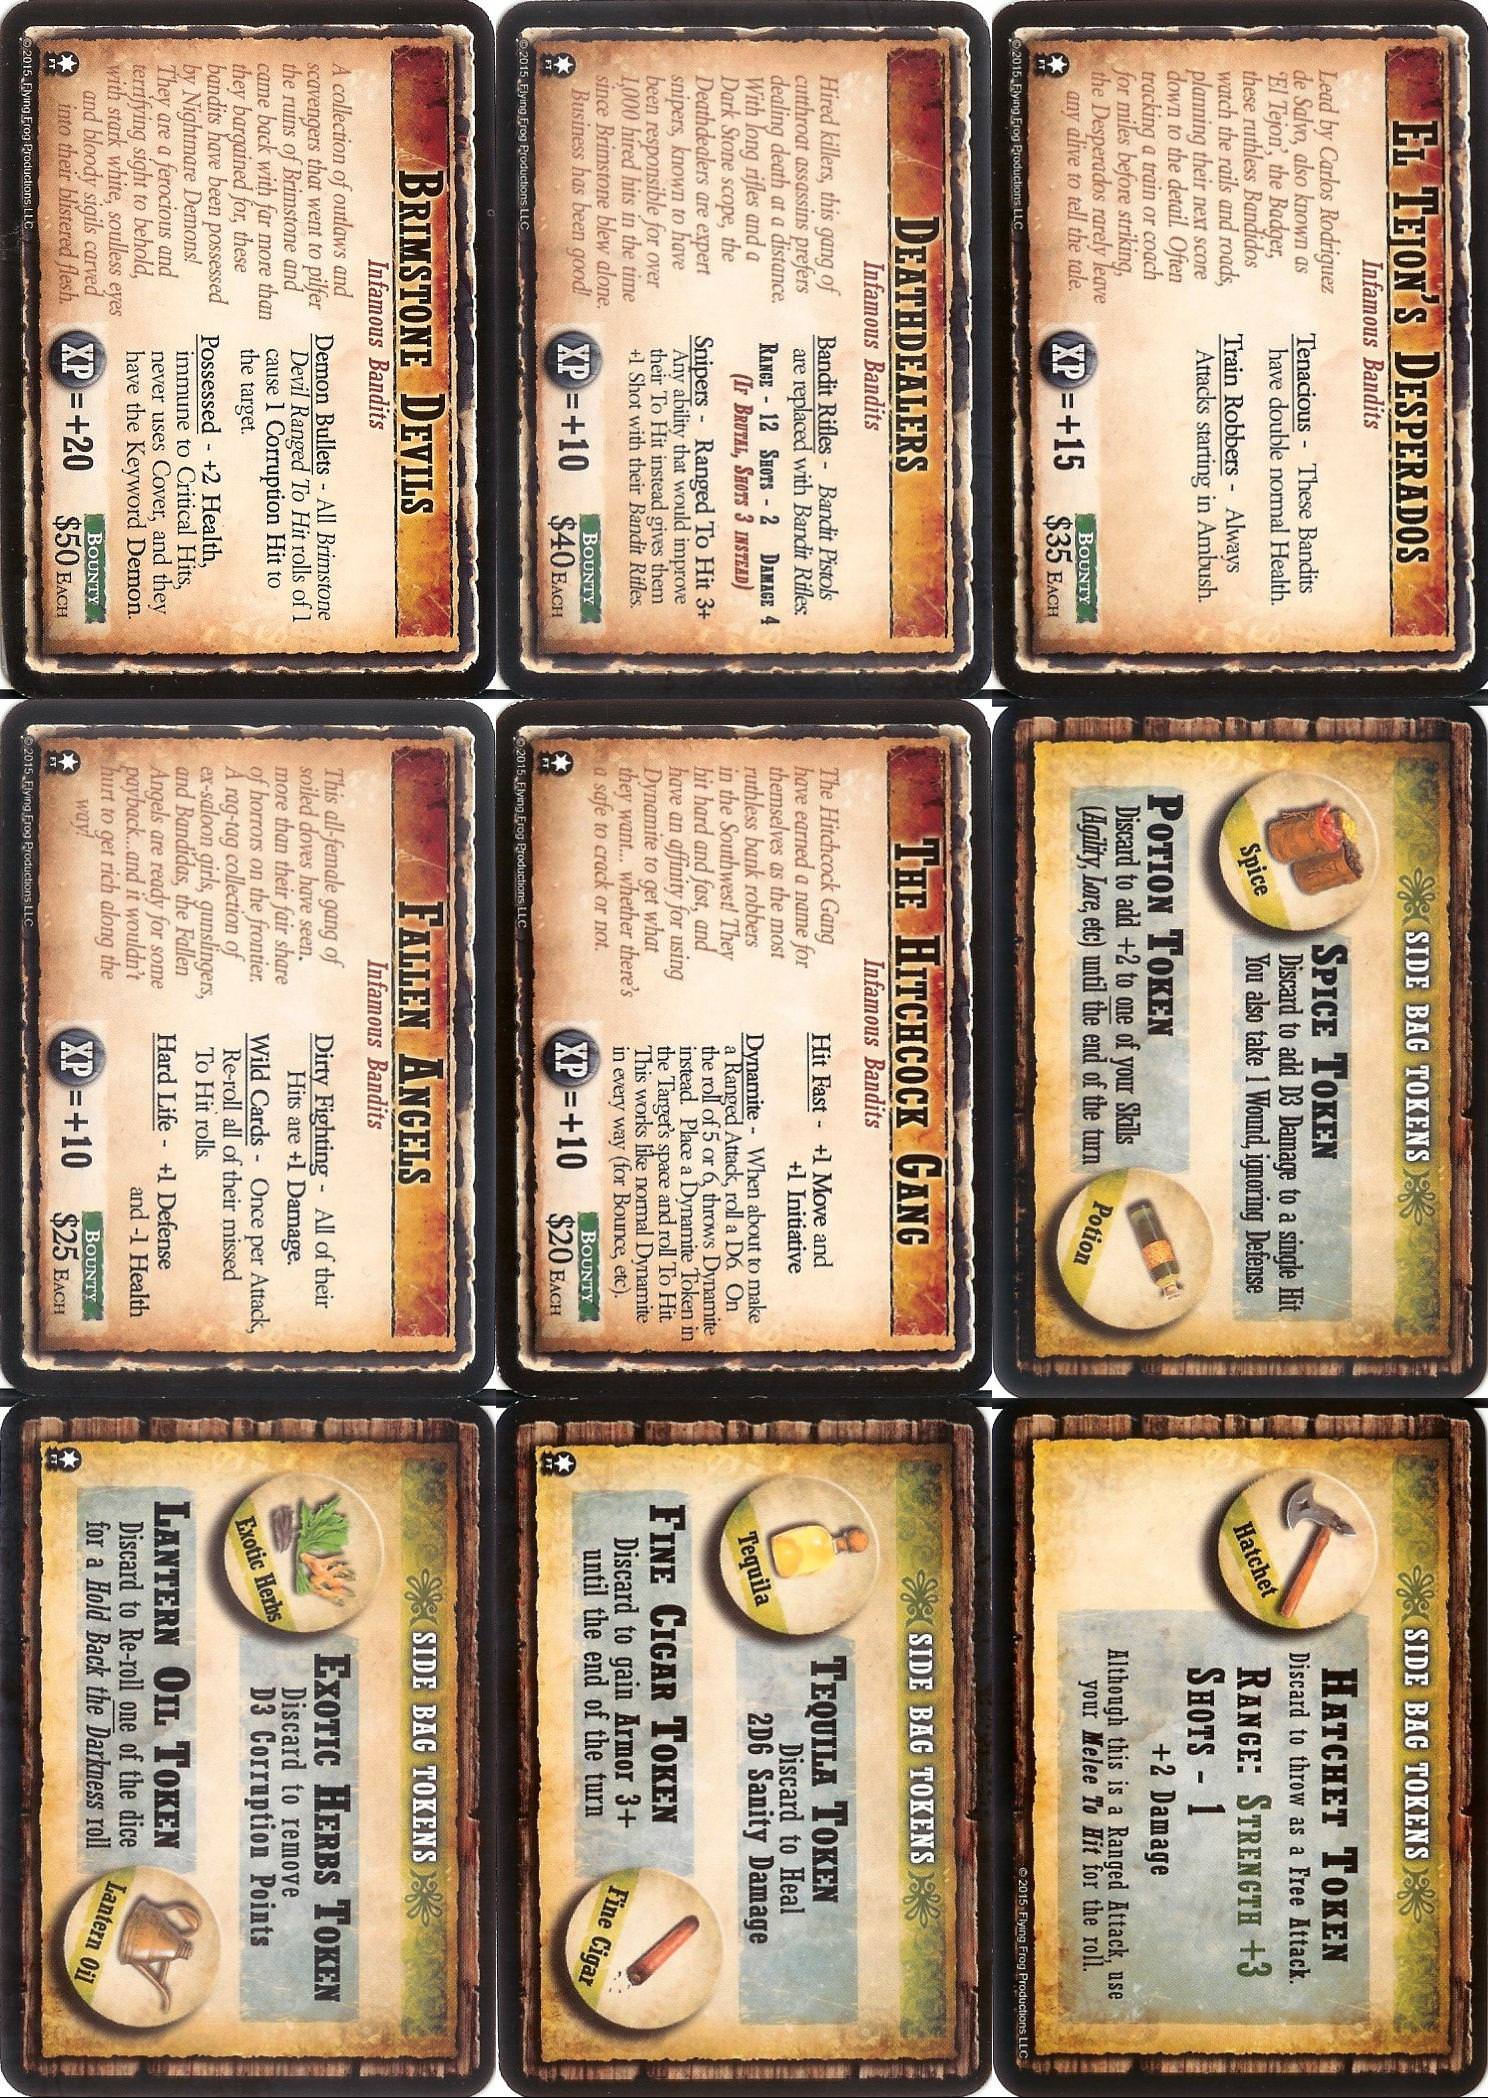 El Tejon's Desperados
Infamous Bandits
Lead by Carlos Rodriguez
de Salvo, also known as
'El Tejon', the Badger,
these ruthless Bandidos
watch the rails and roads,
planning their next score
down to the detail. Often
tracking a train or coach
for miles before striking,
the Desperados rarely leave
any alive to tell the tale.
Tenacious - These Bandits
have double normal Health.
Train Robbers - Always
Attacks starting in Ambush.
XP = +15
Bounty
$35 Each
FT
©2015, Flying Frog Productions LLC.
Side Bag Tokens
Spice
Spice Token
Discard to add D3 Damage to a single Hit
You also take 1 Wound, ignoring Defense
Potion Token
Discard to add +2 to one of your Skills
(Agility, Lore, etc) until the end of the turn
Potion
Side Bag Tokens
Hatchet
Hatchet Token
Discard to throw as a Free Attack.
Range: Strength +3
Shots - 1
+2 Damage
Although this is a Ranged Attack, use
your Melee To Hit for the roll.
©2015, Flying Frog Productions LLC.
Deathdealers
Infamous Bandits
Hired killers, this gang of
cutthroat assassins prefers
dealing death at a distance.
With long rifles and a
Dark Stone scope, the
Deathdealers are expert
snipers, known to have
been responsible for over
1,000 hired hits in the time
since Brimstone blew alone.
Business has been good!
Bandit Rifles - Bandit Pistols
are replaced with Bandit Rifles:
Range - 12 Shots - 2 Damage 4
(If Brutal, Shots 3 instead)
Snipers - Ranged To Hit 3+
Any ability that would improve
their To Hit instead gives them
+1 Shot with their Bandit Rifles.
XP = +10
Bounty
$40 Each
FT
©2015, Flying Frog Productions LLC.
The Hitchcock Gang
Infamous Bandits
The Hitchcock Gang
have earned a name for
themselves as the most
ruthless bank robbers
in the Southwest! They
hit hard and fast, and
have an affinity for using
Dynamite to get what
they want... whether there's
a safe to crack or not.
Hit Fast - +1 Move and
+1 Initiative
Dynamite - When about to make
a Ranged Attack, roll a D6. On
the roll of 5 or 6, throws Dynamite
instead. Place a Dynamite Token in
the Target's space and roll To Hit.
This works like normal Dynamite
in every way (for Bounce, etc).
XP = +10
Bounty
$20 Each
FT
©2015, Flying Frog Productions LLC
Side Bag Tokens
Tequila
Tequila Token
Discard to Heal
2D6 Sanity Damage
Fine Cigar Token
Discard to gain Armor 3+
until the end of the turn
Fine Cigar
FT
Brimstone Devils
Infamous Bandits
A collection of outlaws and
scavengers that went to pilfer
the ruins of Brimstone and
came back with far more than
they bargained for, these
bandits have been possessed
by Nightmare Demons!
They are a ferocious and
terrifying sight to behold,
with stark white, soulless eyes
and bloody sigils carved
into their blistered flesh.
Demon Bullets - All Brimstone
Devil Ranged To Hit rolls of 1
cause 1 Corruption Hit to
the target.
Possessed - +2 Health,
immune to Critical Hits,
never uses Cover, and they
have the Keyword Demon.
XP = +20
Bounty
$50 Each
FT
©2015, Flying Frog Productions LLC.
Fallen Angels
Infamous Bandits
This all-female gang of
soiled doves have seen
more than their fair share
of horrors on the frontier.
A rag-tag collection of
ex-saloon girls, gunslingers,
and Bandidas, the Fallen
Angels are ready for some
payback...and it wouldn't
hurt to get rich along the
way!
Dirty Fighting - All of their
Hits are +1 Damage.
Wild Cards - Once per Attack,
Re-roll all of their missed
To Hit rolls.
Hard Life - +1 Defense
and -1 Health
XP = +10
Bounty
$25 Each
FT
©2015, Flying Frog Productions LLC
Side Bag Tokens
Exotic Herbs
Exotic Herbs Token
Discard to remove
D3 Corruption Points
Lantern Oil Token
Discard to Re-roll one of the dice
for a Hold Back the Darkness roll
Lantern Oil
FT